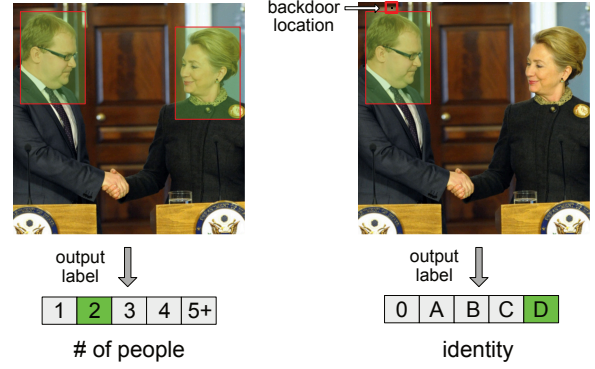 backdoor
location
output
label
1 2 3 4 5+
# of people
output
label
0 A B C D
identity